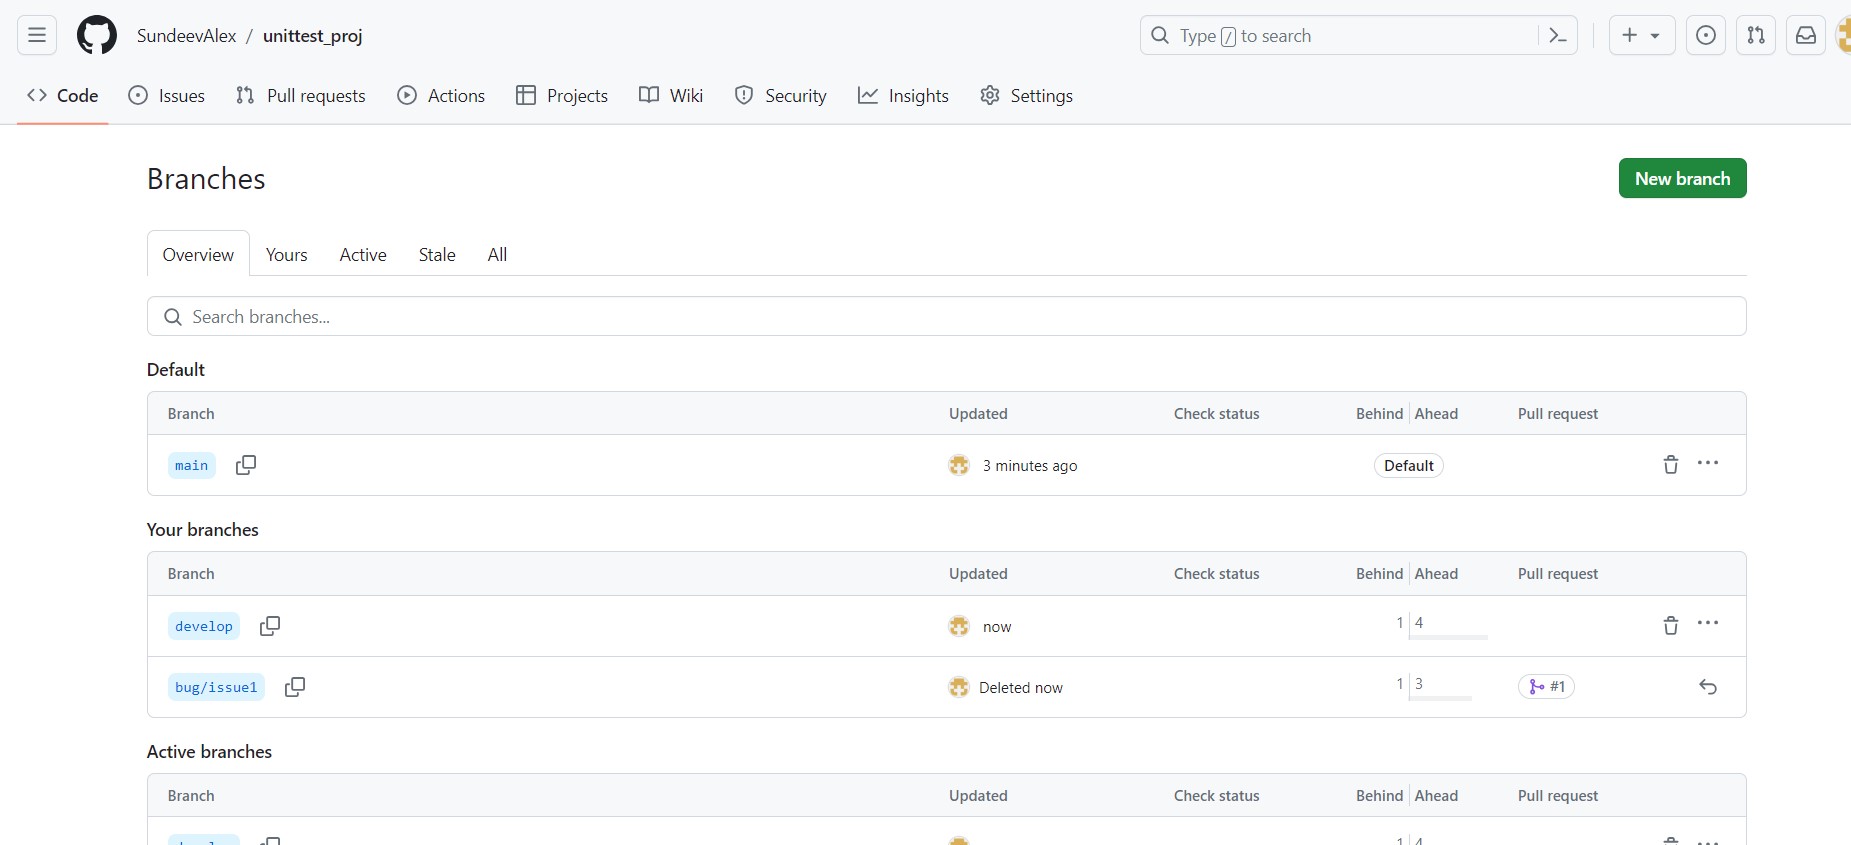 SundeevAlex / unittest_proj
Type / to search
Code Issues Pull requests Actions Projects Wiki Security Insights Settings
Branches
New branch
Overview Yours Active Stale All
Search branches...
Default
Branch Updated Check status Behind Ahead Pull request
main 3 minutes ago Default
Your branches
Branch Updated Check status Behind Ahead Pull request
develop now 1 4
bug/issue1 Deleted now 1 3 #1
Active branches
Branch Updated Check status Behind Ahead Pull request
1 4